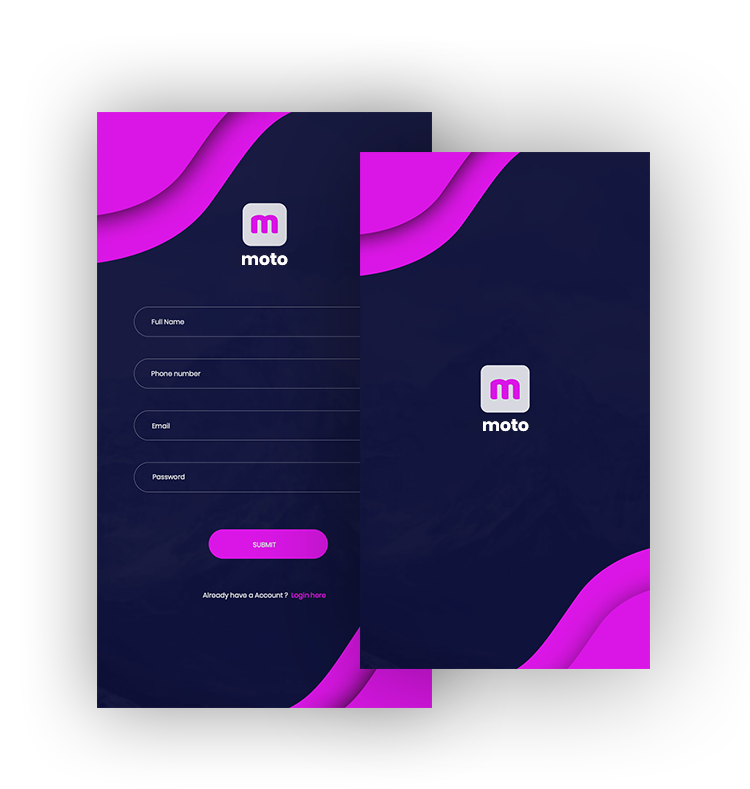 m
moto
Full Name
Phone number
Email
Password
SUBMIT
Already have a Account ? Login here
m
moto